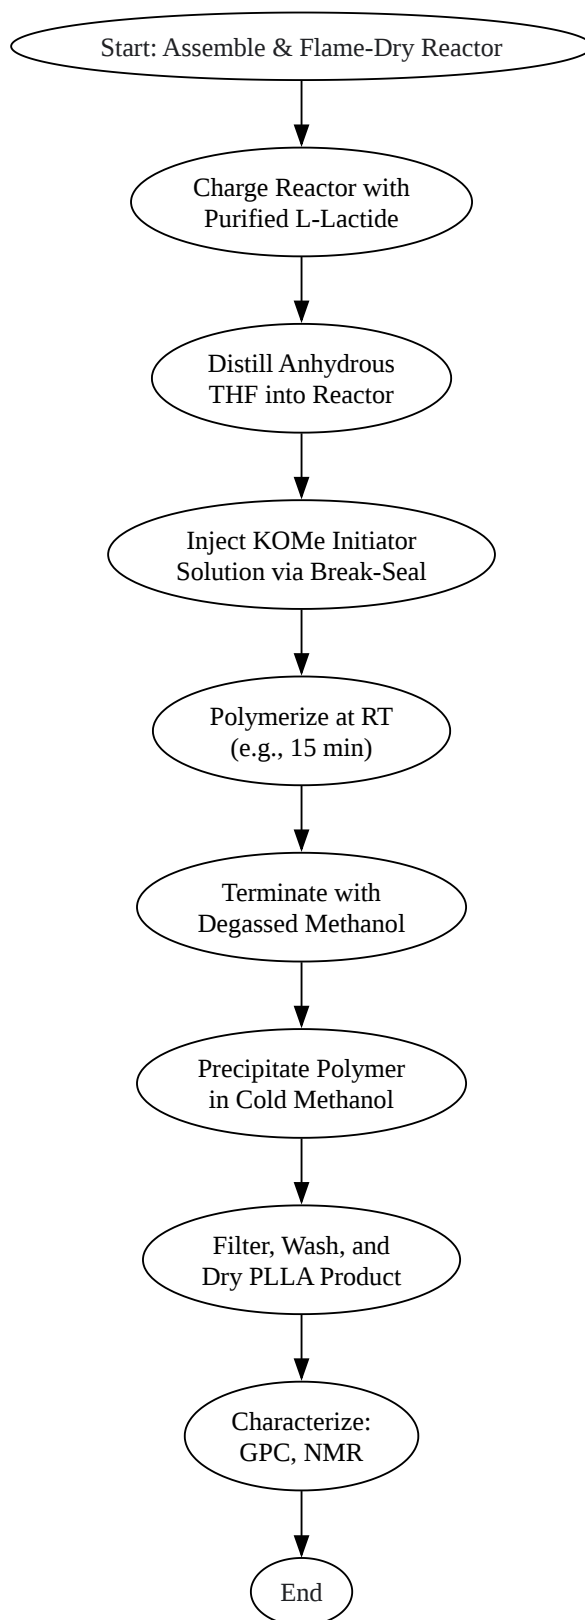 Start: Assemble & Flame-Dry Reactor
Charge Reactor with
Purified L-Lactide
Distill Anhydrous
THF into Reactor
Inject KOMe Initiator
Solution via Break-Seal
Polymerize at RT
(e.g., 15 min)
Terminate with
Degassed Methanol
Precipitate Polymer
in Cold Methanol
Filter, Wash, and
Dry PLLA Product
Characterize:
GPC, NMR
End